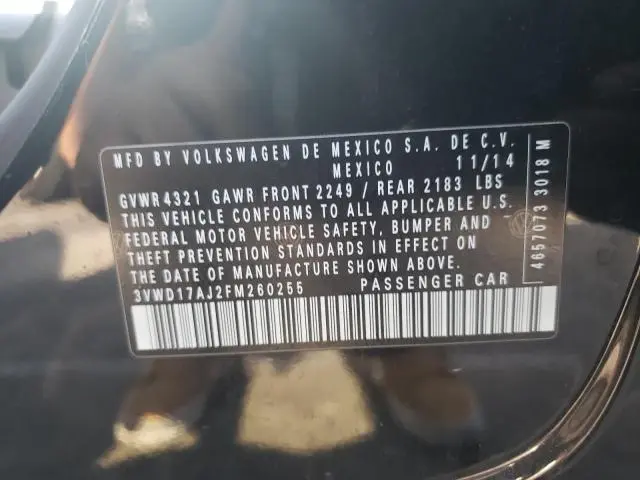 MFD BY VOLKSWAGEN DE MEXICO S.A. DE C.V.
MEXICO 11/14
GVWR 4321 GAWR FRONT 2249 / REAR 2183 LBS
THIS VEHICLE CONFORMS TO ALL APPLICABLE U.S.
FEDERAL MOTOR VEHICLE SAFETY, BUMPER AND
THEFT PREVENTION STANDARDS IN EFFECT ON
THE DATE OF MANUFACTURE SHOWN ABOVE.
3VWD17AJ2FM260255 PASSENGER CAR
4657073 3018 M